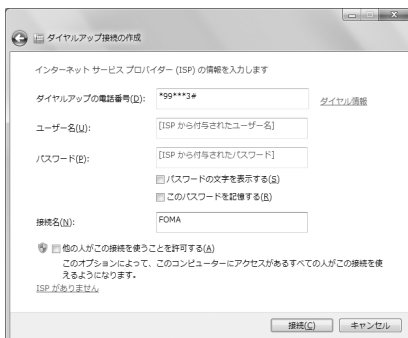 ダイヤルアップ接続の作成
インターネット サービス プロバイダー (ISP) の情報を入力します
ダイヤルアップの電話番号(D): *99***3# ダイヤル情報
ユーザー名(U): [ISP から付与されたユーザー名]
パスワード(P): [ISP から付与されたパスワード]
パスワードの文字を表示する(S)
このパスワードを記憶する(R)
接続名(N): FOMA
他の人がこの接続を使うことを許可する(A)
このオプションによって、このコンピューターにアクセスがあるすべての人がこの接続を使
えるようになります。
ISP がありません
接続(C) キャンセル